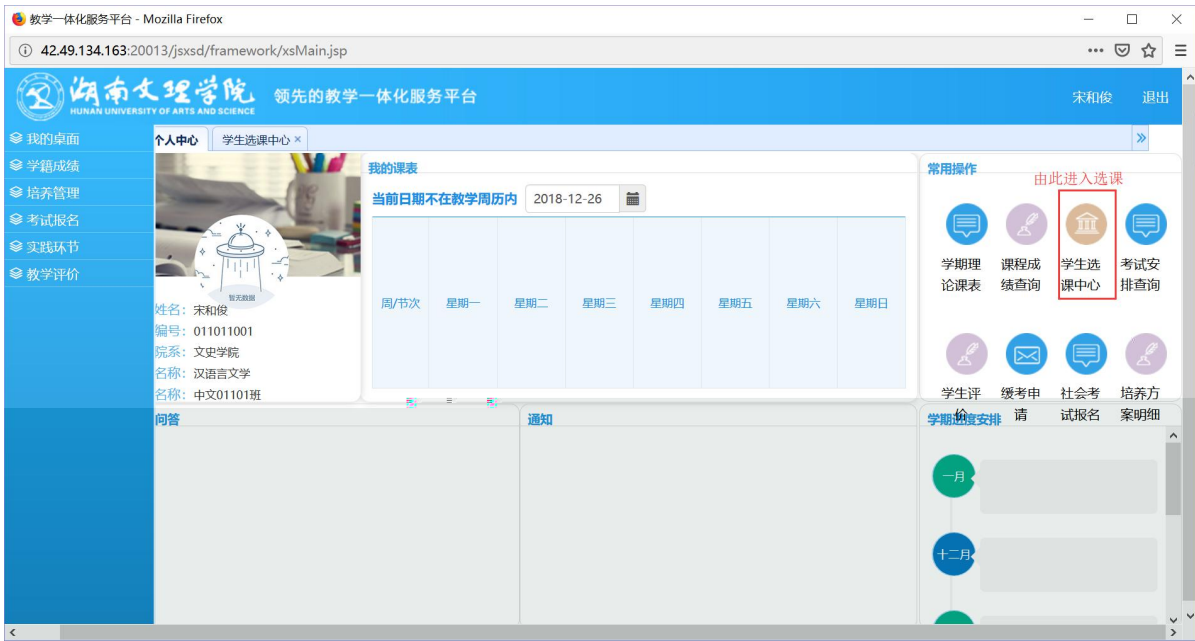 教学一体化服务平台 - Mozilla Firefox
42.49.134.163:20013/jsxsd/framework/xsMain.jsp
湖南文理学院
HUNAN UNIVERSITY OF ARTS AND SCIENCE
领先的教学一体化服务平台
宋和俊 退出
我的桌面
学籍成绩
培养管理
考试报名
实践环节
教学评价
个人中心 学生选课中心 ×
暂无数据
姓名：宋和俊
编号：011011001
院系：文史学院
名称：汉语言文学
名称：中文01101班
我的课表
当前日期不在教学周历内 2018-12-26
周/节次 星期一 星期二 星期三 星期四 星期五 星期六 星期日
常用操作
由此进入选课
学期理论课表
课程成绩查询
学生选课中心
考试安排查询
学生评价
缓考申请
社会考试报名
培养方案明细
问答
通知
学期进度安排
一月
十二月